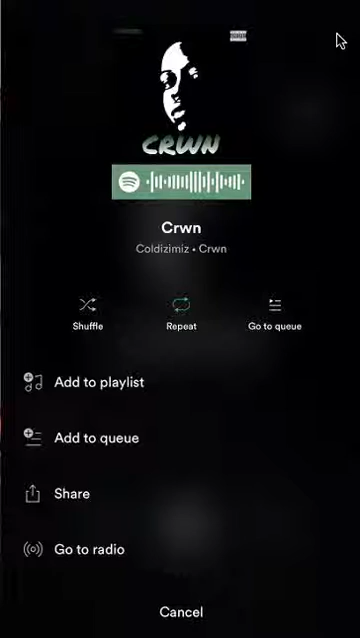 CRWN
Crwn
Coldizimiz • Crwn
Shuffle
Repeat
Go to queue
Add to playlist
Add to queue
Share
Go to radio
Cancel